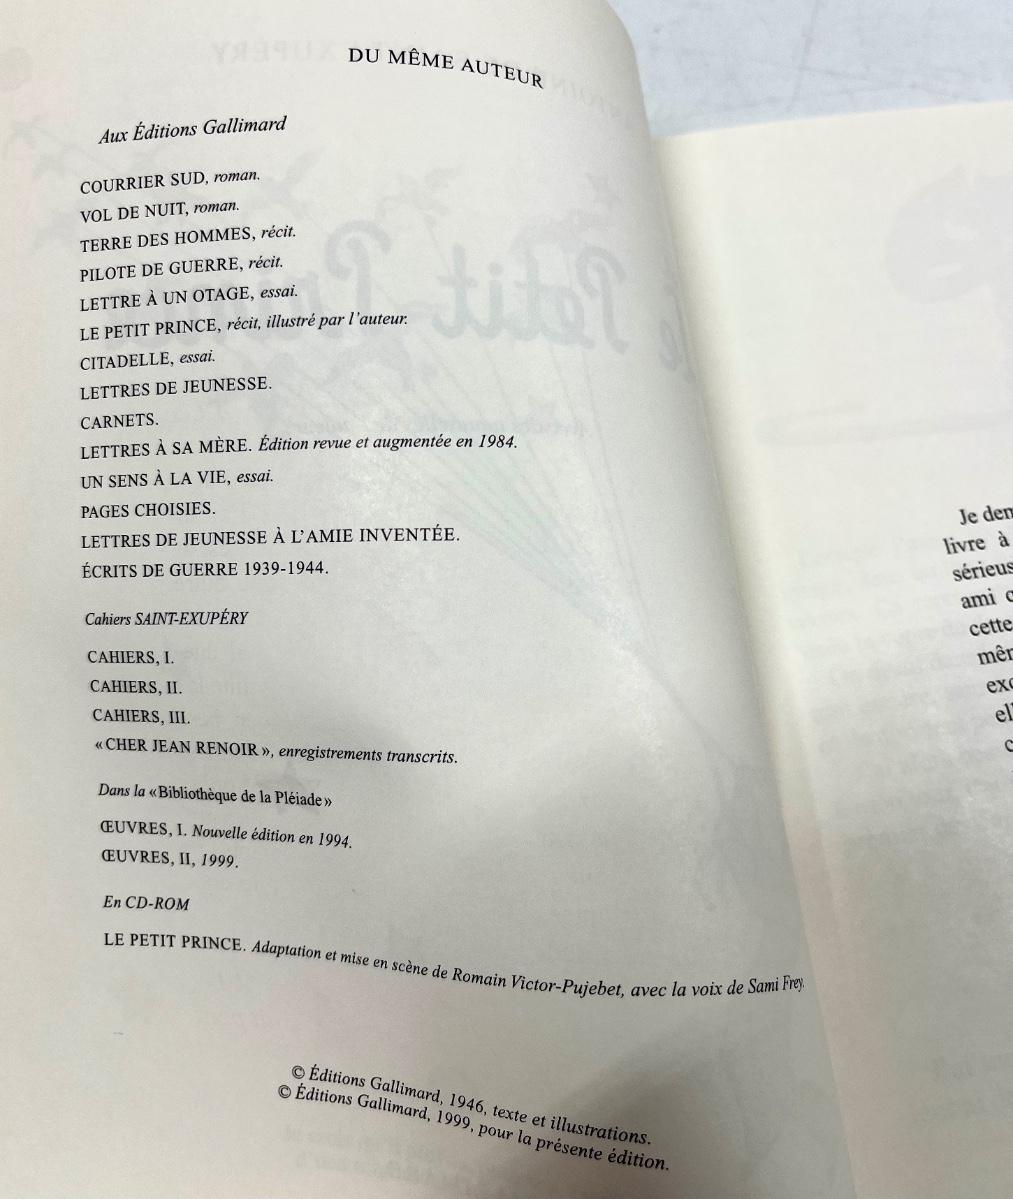 DU MÊME AUTEUR
Aux Éditions Gallimard
COURRIER SUD, roman.
VOL DE NUIT, roman.
TERRE DES HOMMES, récit.
PILOTE DE GUERRE, récit.
LETTRE À UN OTAGE, essai.
LE PETIT PRINCE, récit, illustré par l'auteur.
CITADELLE, essai.
LETTRES DE JEUNESSE.
CARNETS.
LETTRES À SA MÈRE. Édition revue et augmentée en 1984.
UN SENS À LA VIE, essai.
PAGES CHOISIES.
LETTRES DE JEUNESSE À L'AMIE INVENTÉE.
ÉCRITS DE GUERRE 1939-1944.
Cahiers SAINT-EXUPÉRY
CAHIERS, I.
CAHIERS, II.
CAHIERS, III.
«CHER JEAN RENOIR», enregistrements transcrits.
Dans la «Bibliothèque de la Pléiade»
ŒUVRES, I. Nouvelle édition en 1994.
ŒUVRES, II, 1999.
En CD-ROM
LE PETIT PRINCE. Adaptation et mise en scène de Romain Victor-Pujebet, avec la voix de Sami Frey.
© Éditions Gallimard, 1946, texte et illustrations.
© Éditions Gallimard, 1999, pour la présente édition.
Je
livre à
ami
cette